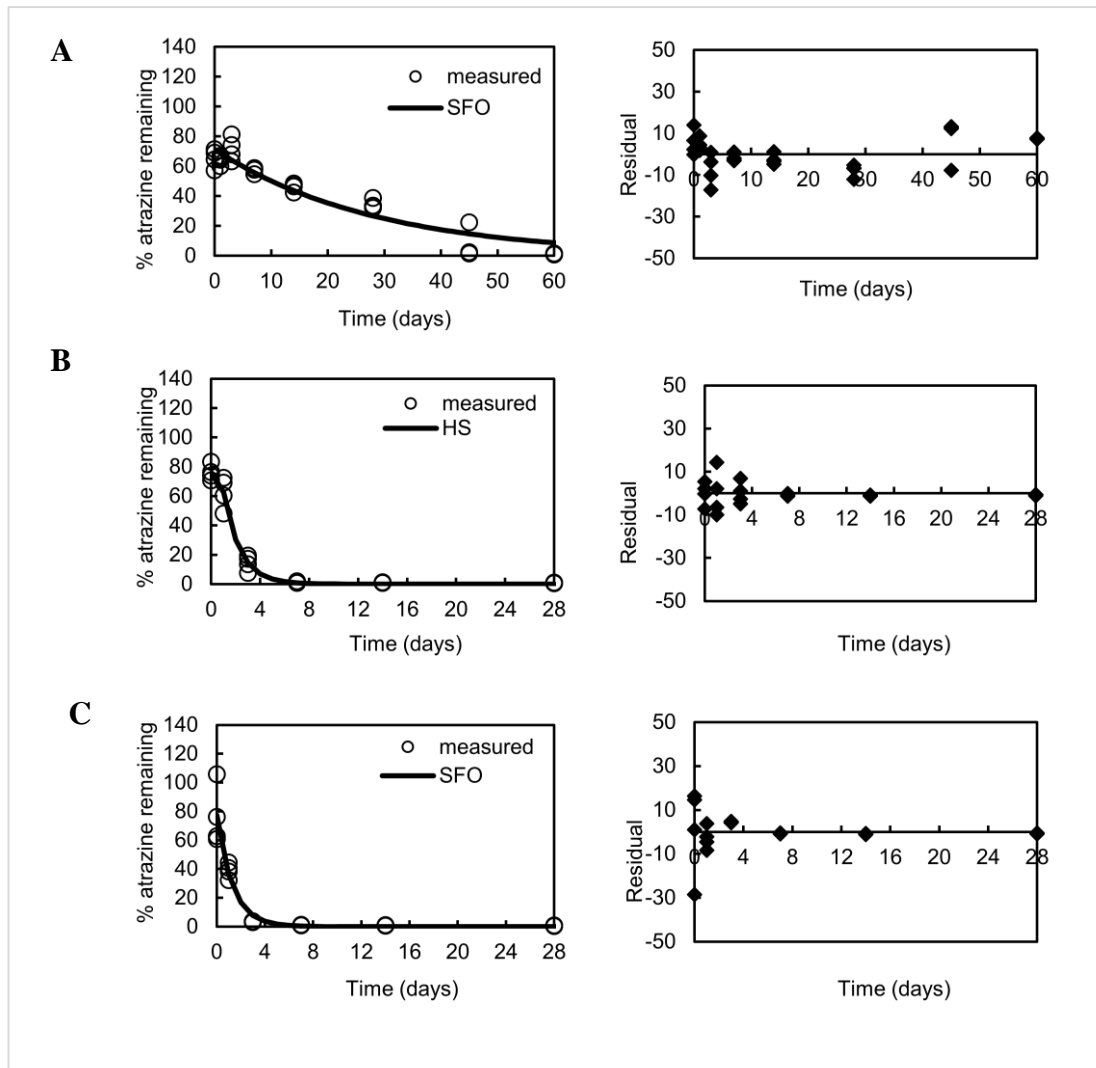 A
% atrazine remaining
140
120
100
80
60
40
20
0
measured
SFO
0 10 20 30 40 50 60
Time (days)
Residual
50
30
10
-10
-30
-50
0 10 20 30 40 50 60
Time (days)
B
% atrazine remaining
140
120
100
80
60
40
20
0
measured
HS
0 4 8 12 16 20 24 28
Time (days)
Residual
50
30
10
-10
-30
-50
0 4 8 12 16 20 24 28
Time (days)
C
% atrazine remaining
140
120
100
80
60
40
20
0
measured
SFO
0 4 8 12 16 20 24 28
Time (days)
Residual
50
30
10
-10
-30
-50
0 4 8 12 16 20 24 28
Time (days)